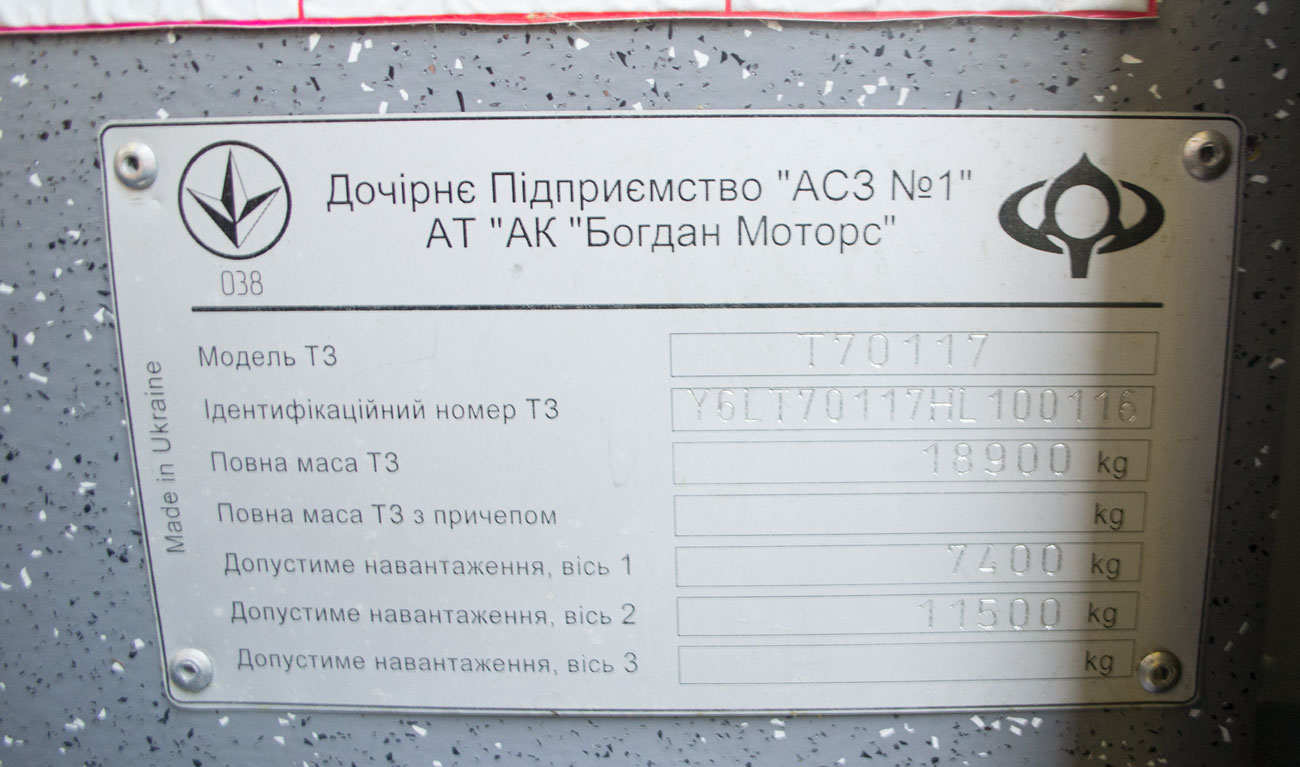 Дочірнє Підприємство "АСЗ №1"
АТ "АК "Богдан Моторс"
038
Made in Ukraine
Модель ТЗ T70117
Ідентифікаційний номер ТЗ Y6LT70117HL100116
Повна маса ТЗ 18900 kg
Повна маса ТЗ з причепом kg
Допустиме навантаження, вісь 1 7400 kg
Допустиме навантаження, вісь 2 11500 kg
Допустиме навантаження, вісь 3 kg